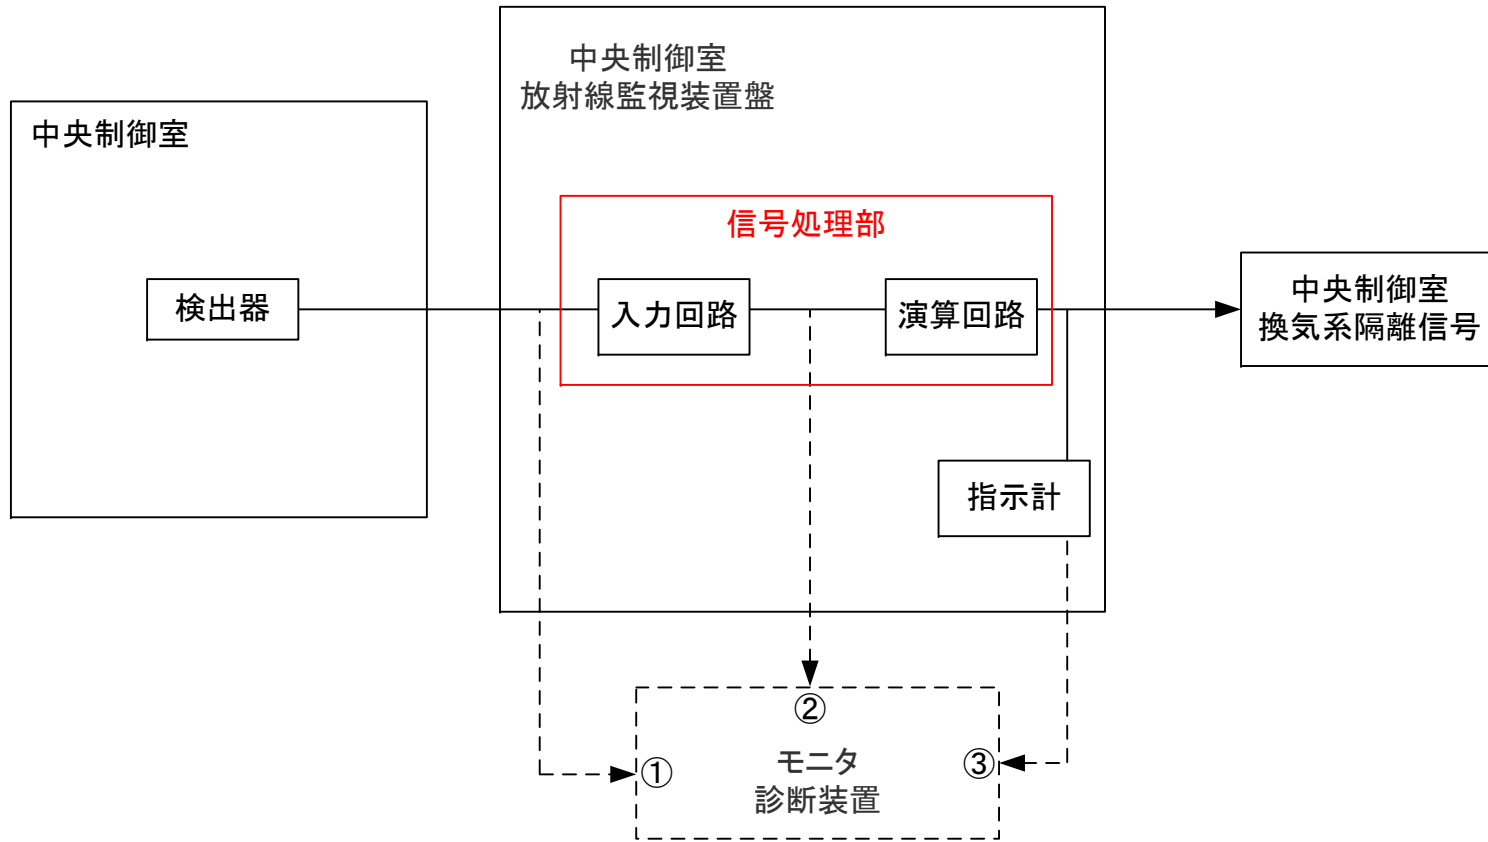 中央制御室
放射線監視装置盤
中央制御室
信号処理部
検出器
入力回路
演算回路
中央制御室
換気系隔離信号
指示計
②
①
モニタ
診断装置
③